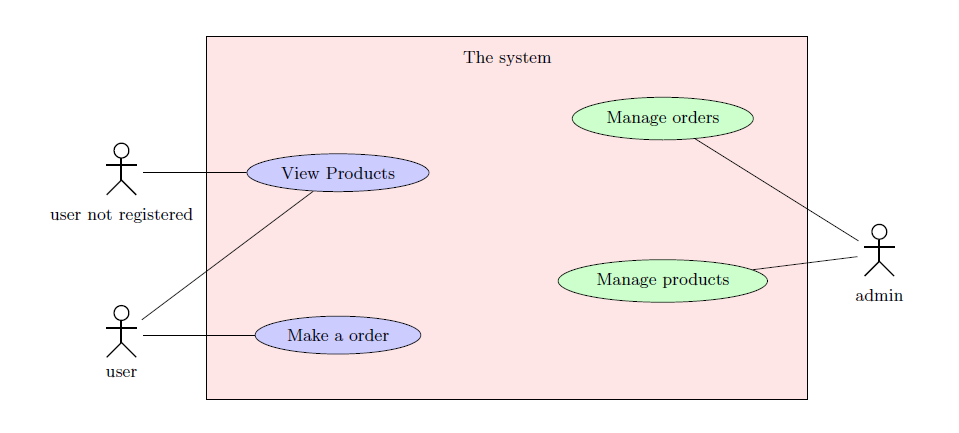 The system
Manage orders
View Products
user not registered
Manage products
admin
Make a order
user